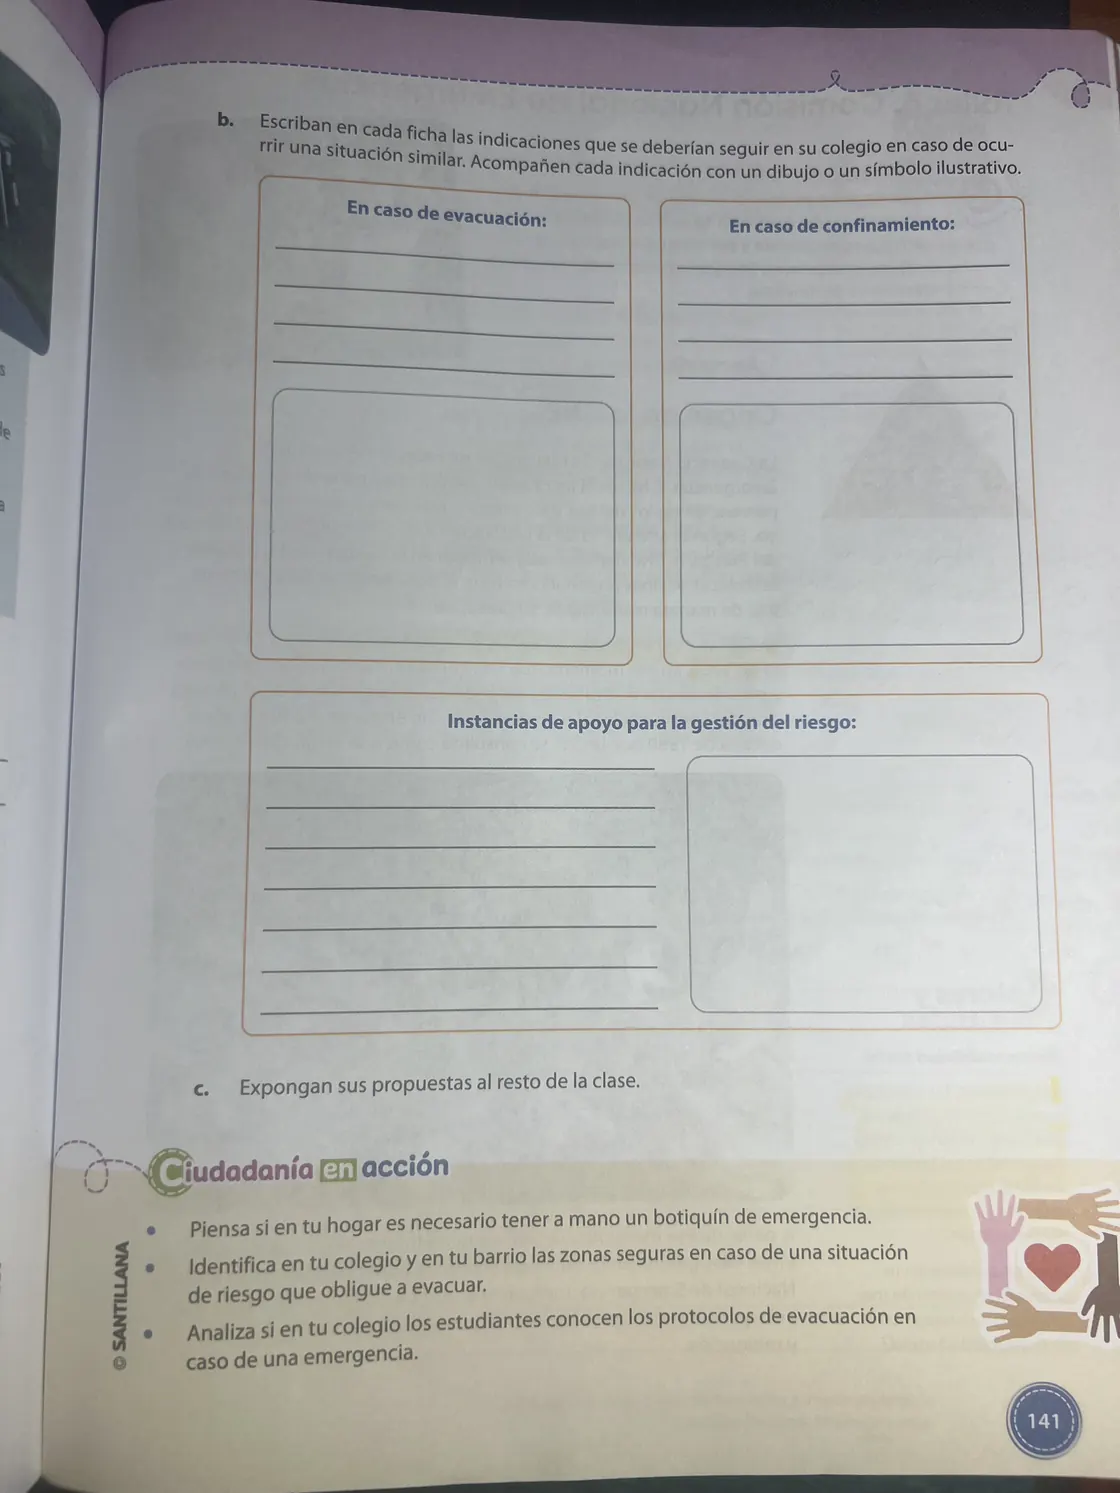 b. Escriban en cada ficha las indicaciones que se deberían seguir en su colegio en caso de ocu-
rrir una situación similar. Acompañen cada indicación con un dibujo o un símbolo ilustrativo.
En caso de evacuación:
En caso de confinamiento:
Instancias de apoyo para la gestión del riesgo:
c. Expongan sus propuestas al resto de la clase.
Ciudadanía en acción
• Piensa si en tu hogar es necesario tener a mano un botiquín de emergencia.
• Identifica en tu colegio y en tu barrio las zonas seguras en caso de una situación
de riesgo que obligue a evacuar.
• Analiza si en tu colegio los estudiantes conocen los protocolos de evacuación en
caso de una emergencia.
© SANTILLANA
141